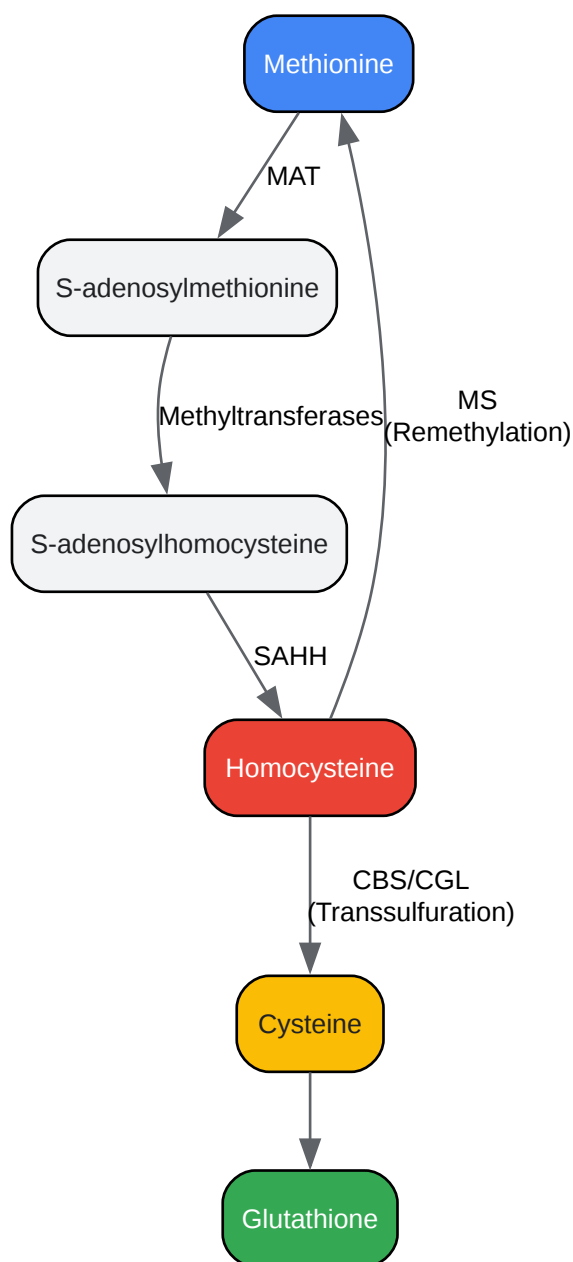 Methionine
MAT
S-adenosylmethionine
Methyltransferases
MS
(Remethylation)
S-adenosylhomocysteine
SAHH
Homocysteine
CBS/CGL
(Transsulfuration)
Cysteine
Glutathione